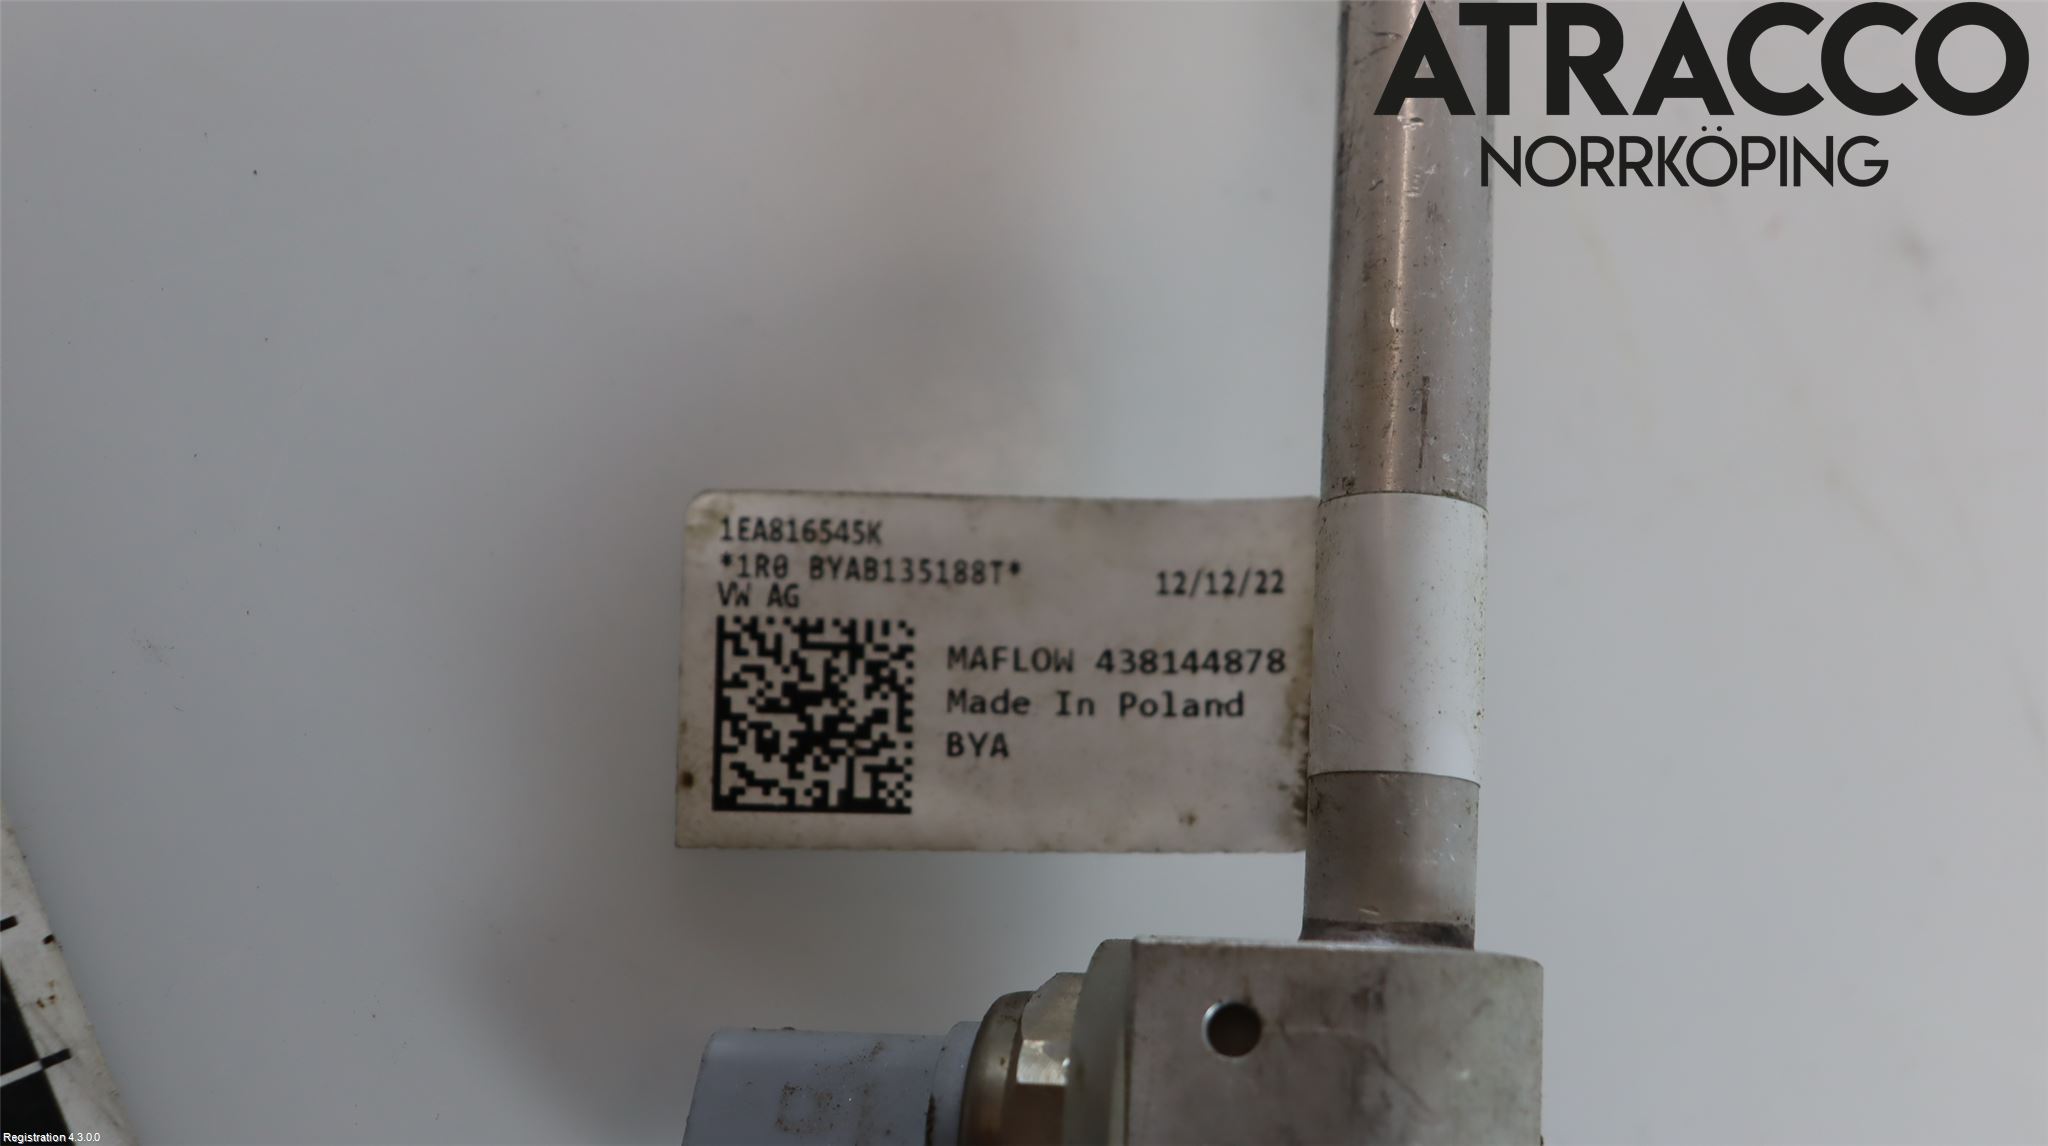 ATRACCO
NORRKÖPING
1EA816545K
*1R0 BYAB135188T*
12/12/22
VW AG
MAFLOW 438144878
Made In Poland
BYA
Registration 4.3.0.0